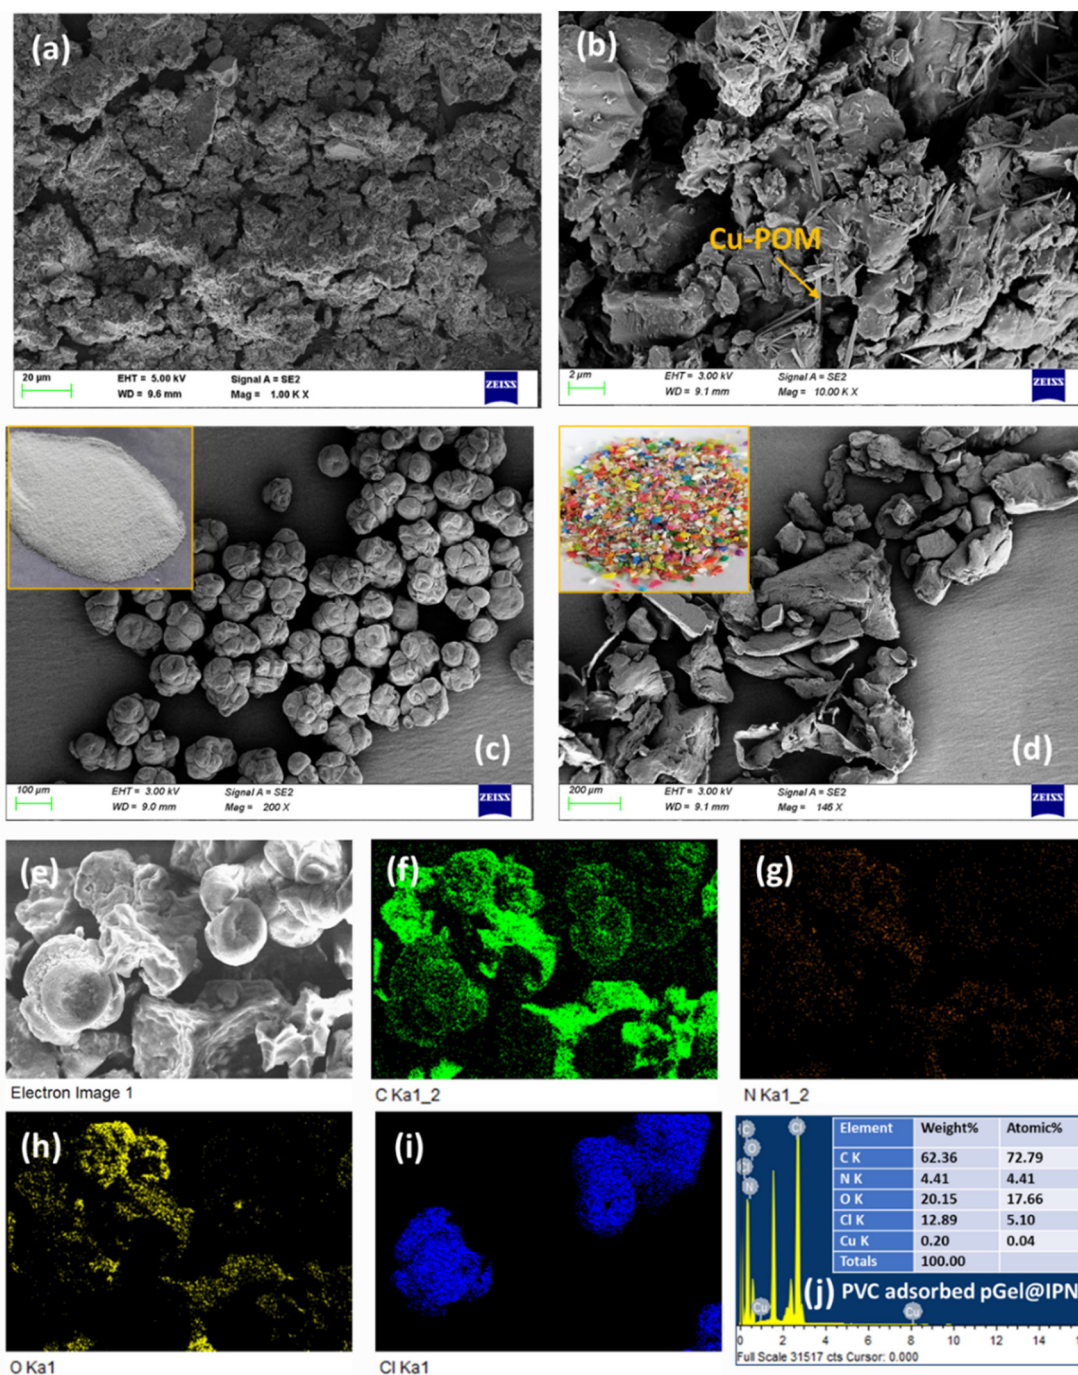 (a)
20 µm
EHT = 5.00 kV
Signal A = SE2
WD = 9.6 mm
Mag = 1.00 K X
ZEISS
(b)
Cu-POM
2 µm
EHT = 3.00 kV
Signal A = SE2
WD = 9.1 mm
Mag = 10.00 K X
ZEISS
(c)
100 µm
EHT = 3.00 kV
Signal A = SE2
WD = 9.0 mm
Mag = 200 X
ZEISS
(d)
200 µm
EHT = 3.00 kV
Signal A = SE2
WD = 9.1 mm
Mag = 146 X
ZEISS
(e)
Electron Image 1
(f)
C Ka1_2
(g)
N Ka1_2
(h)
O Ka1
(i)
Cl Ka1
C
O
Cl
N
Cl
Element Weight% Atomic%
C K 62.36 72.79
N K 4.41 4.41
O K 20.15 17.66
Cl K 12.89 5.10
Cu K 0.20 0.04
Totals 100.00
(j) PVC adsorbed pGel@IPN
Cu
Cu
0 2 4 6 8 10 12 14
Full Scale 31517 cts Cursor: 0.000